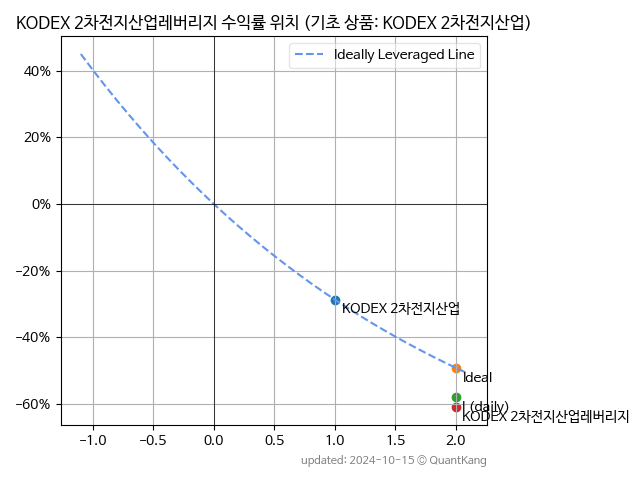 KODEX 2차전지산업레버리지 수익률 위치 (기초 상품: KODEX 2차전지산업)
Ideally Leveraged Line
40%
20%
0%
−20%
−40%
−60%
KODEX 2차전지산업
Ideal
(daily)
KODEX 2차전지산업레버리지
−1.0 −0.5 0.0 0.5 1.0 1.5 2.0
updated: 2024-10-15 © QuantKang